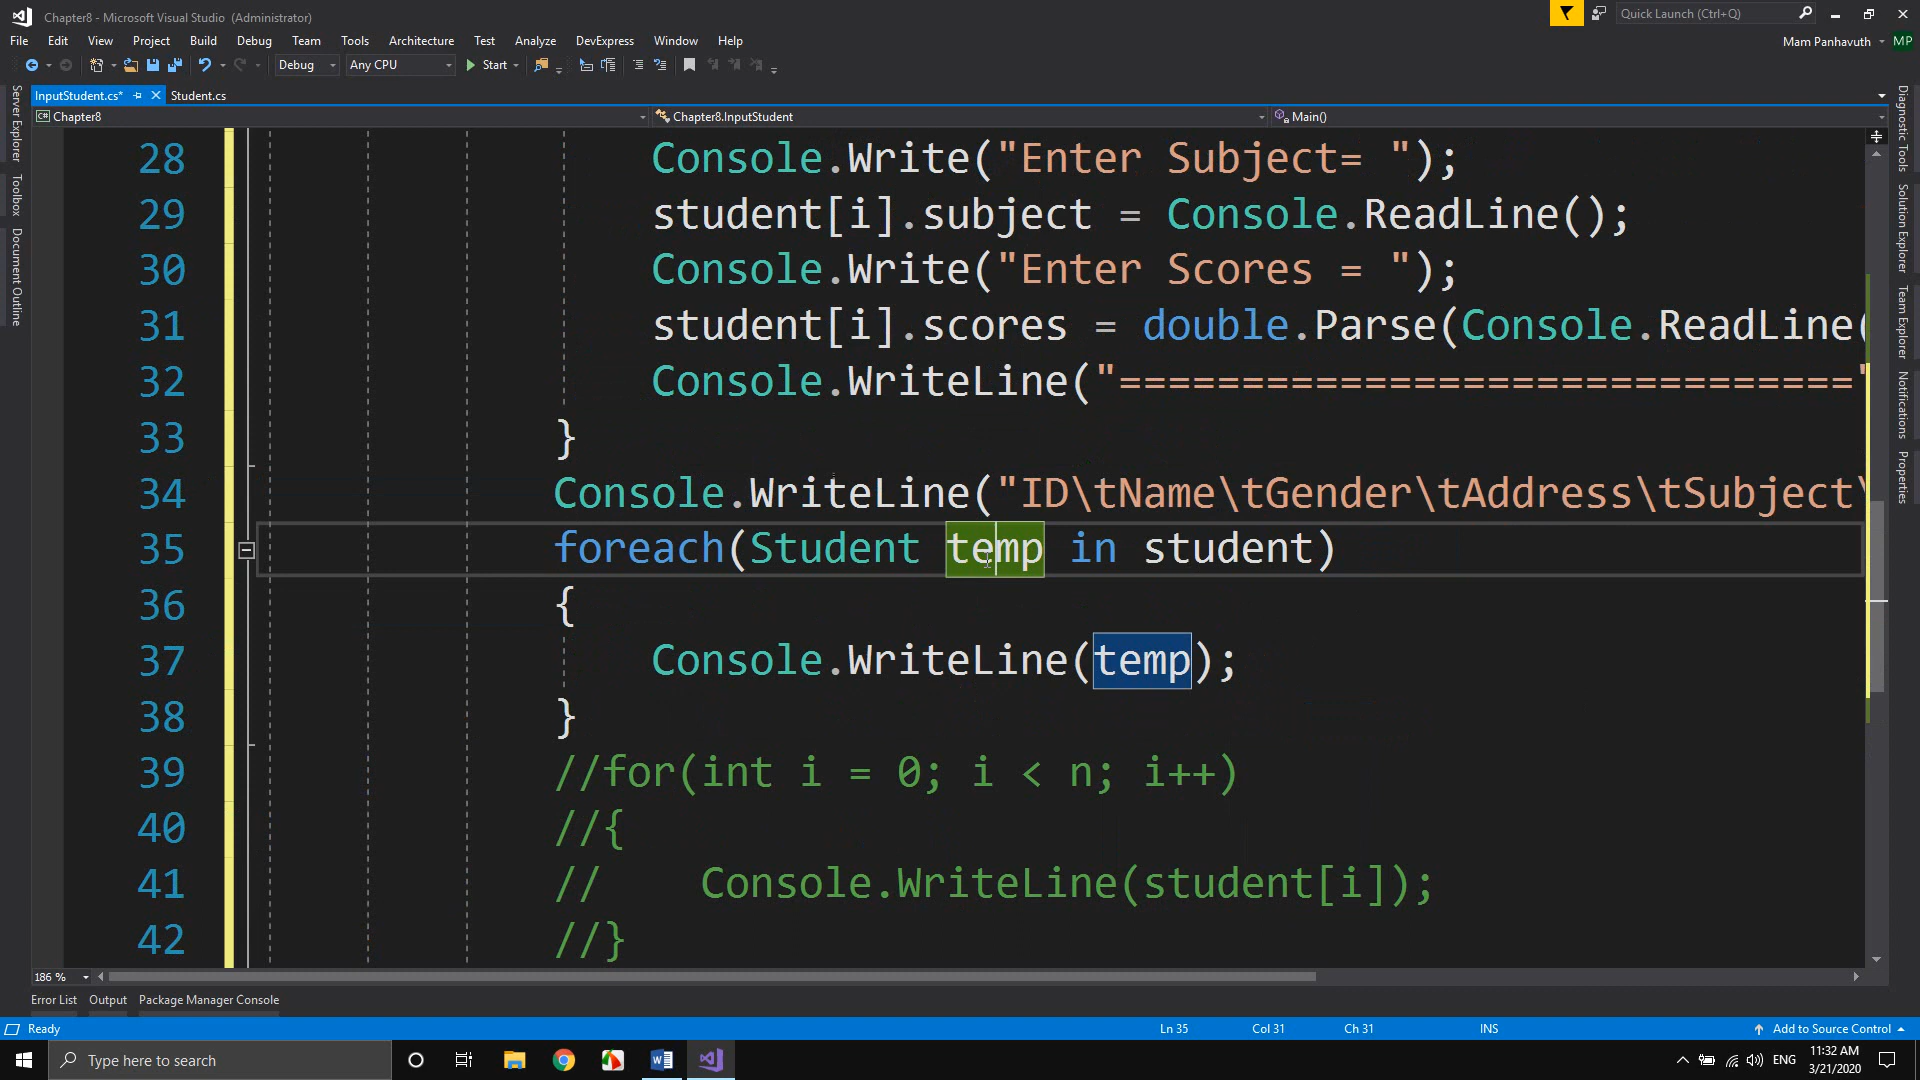 Chapter8 - Microsoft Visual Studio (Administrator)
Quick Launch (Ctrl+Q)
File Edit View Project Build Debug Team Tools Architecture Test Analyze DevExpress Window Help
Mam Panhavuth MP
Debug Any CPU Start
InputStudent.cs* Student.cs
C# Chapter8 Chapter8.InputStudent Main()
Server Explorer
Toolbox
Document Outline
28 Console.Write("Enter Subject= ");
29 student[i].subject = Console.ReadLine();
30 Console.Write("Enter Scores = ");
31 student[i].scores = double.Parse(Console.ReadLine(
32 Console.WriteLine("=============================="
33 }
34 Console.WriteLine("ID\tName\tGender\tAddress\tSubject\
35 foreach(Student temp in student)
36 {
37 Console.WriteLine(temp);
38 }
39 //for(int i = 0; i < n; i++)
40 //{
41 // Console.WriteLine(student[i]);
42 //}
Diagnostic Tools
Solution Explorer
Team Explorer
Notifications
Properties
186 %
Error List Output Package Manager Console
Ready Ln 35 Col 31 Ch 31 INS Add to Source Control
Type here to search
ENG
11:32 AM
3/21/2020